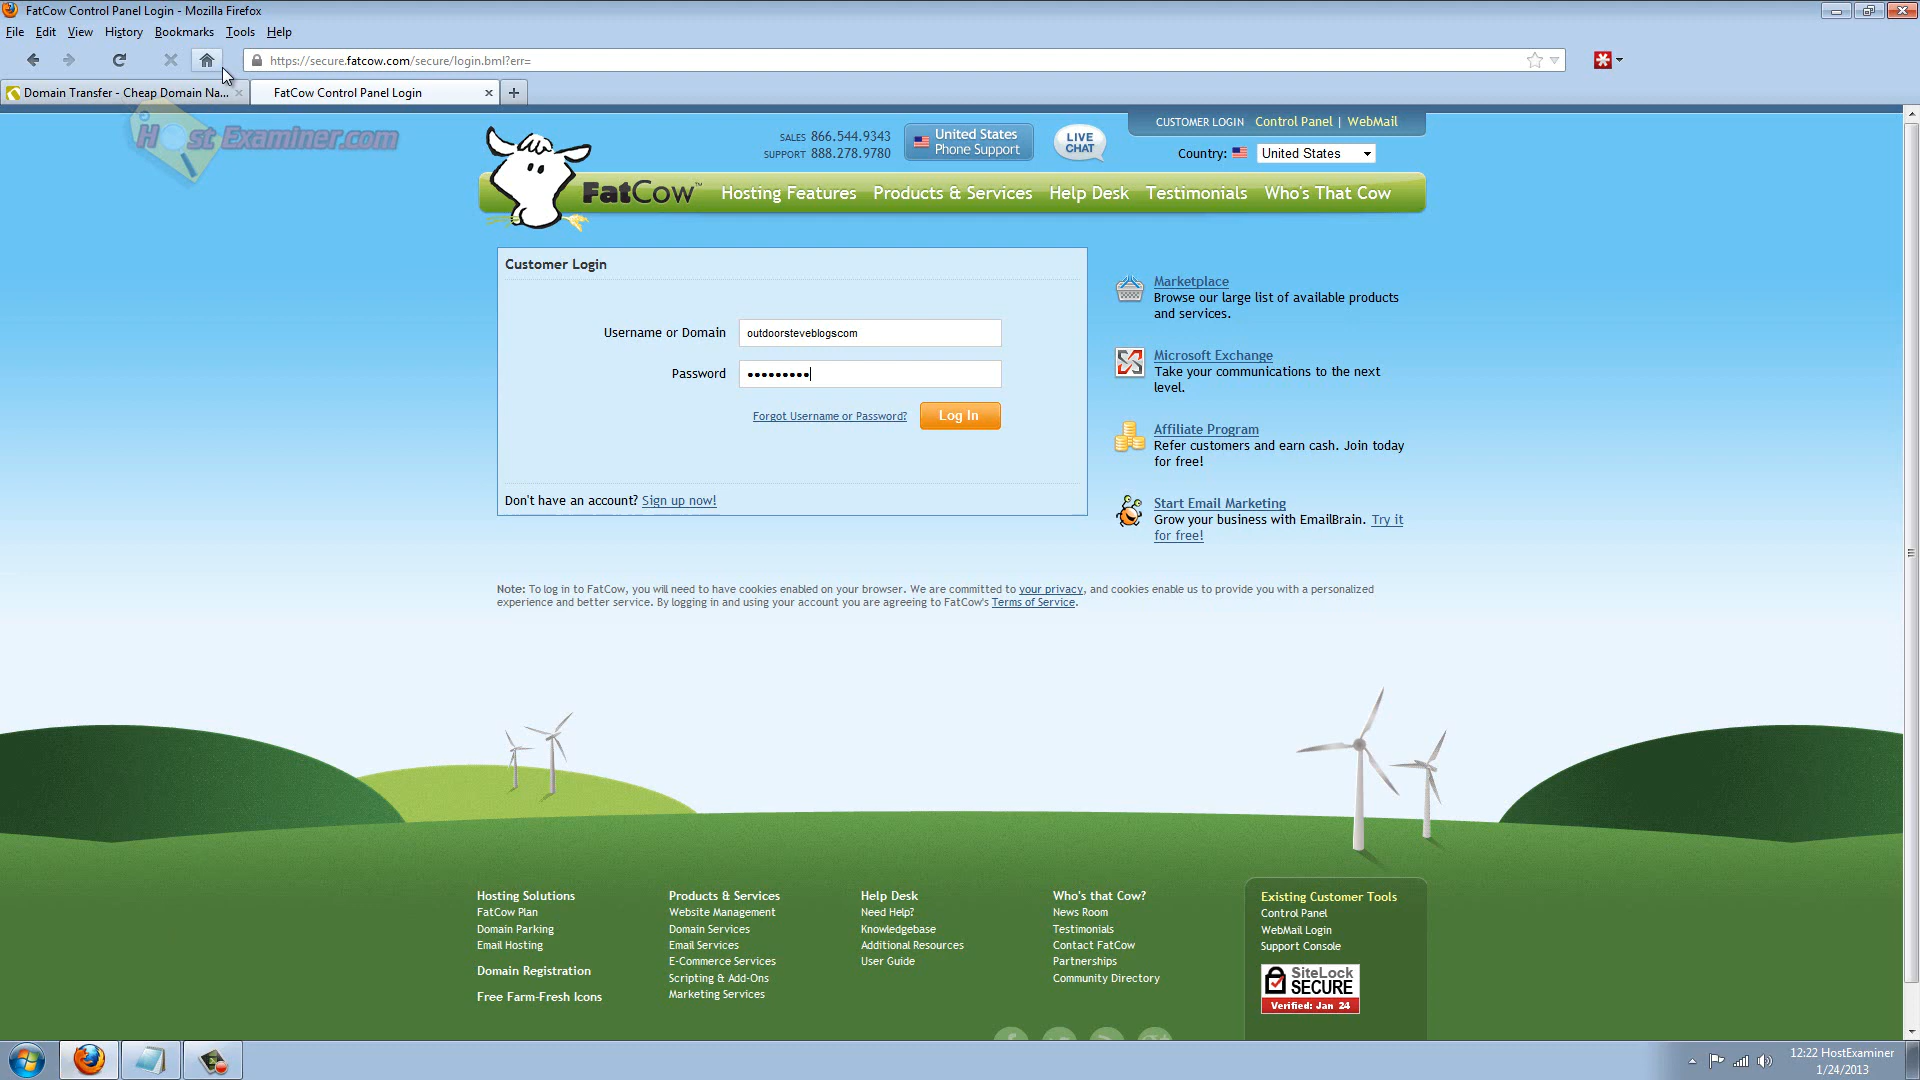 FatCow Control Panel Login - Mozilla Firefox
File Edit View History Bookmarks Tools Help
https://secure.fatcow.com/secure/login.bml?err=
Domain Transfer - Cheap Domain Na...
FatCow Control Panel Login
Host Examiner.com
SALES 866.544.9343
SUPPORT 888.278.9780
United States
Phone Support
LIVE
CHAT
CUSTOMER LOGIN Control Panel | WebMail
Country: United States
FatCow™
Hosting Features Products & Services Help Desk Testimonials Who's That Cow
Customer Login
Username or Domain outdoorsteveblogscom
Password •••••••••
Forgot Username or Password? Log In
Don't have an account? Sign up now!
Marketplace
Browse our large list of available products
and services.
Microsoft Exchange
Take your communications to the next
level.
Affiliate Program
Refer customers and earn cash. Join today
for free!
Start Email Marketing
Grow your business with EmailBrain. Try it
for free!
Note: To log in to FatCow, you will need to have cookies enabled on your browser. We are committed to your privacy, and cookies enable us to provide you with a personalized
experience and better service. By logging in and using your account you are agreeing to FatCow's Terms of Service.
Hosting Solutions
FatCow Plan
Domain Parking
Email Hosting
Domain Registration
Free Farm-Fresh Icons
Products & Services
Website Management
Domain Services
Email Services
E-Commerce Services
Scripting & Add-Ons
Marketing Services
Help Desk
Need Help?
Knowledgebase
Additional Resources
User Guide
Who's that Cow?
News Room
Testimonials
Contact FatCow
Partnerships
Community Directory
Existing Customer Tools
Control Panel
WebMail Login
Support Console
SiteLock
SECURE
Verified: Jan 24
12:22 HostExaminer
1/24/2013